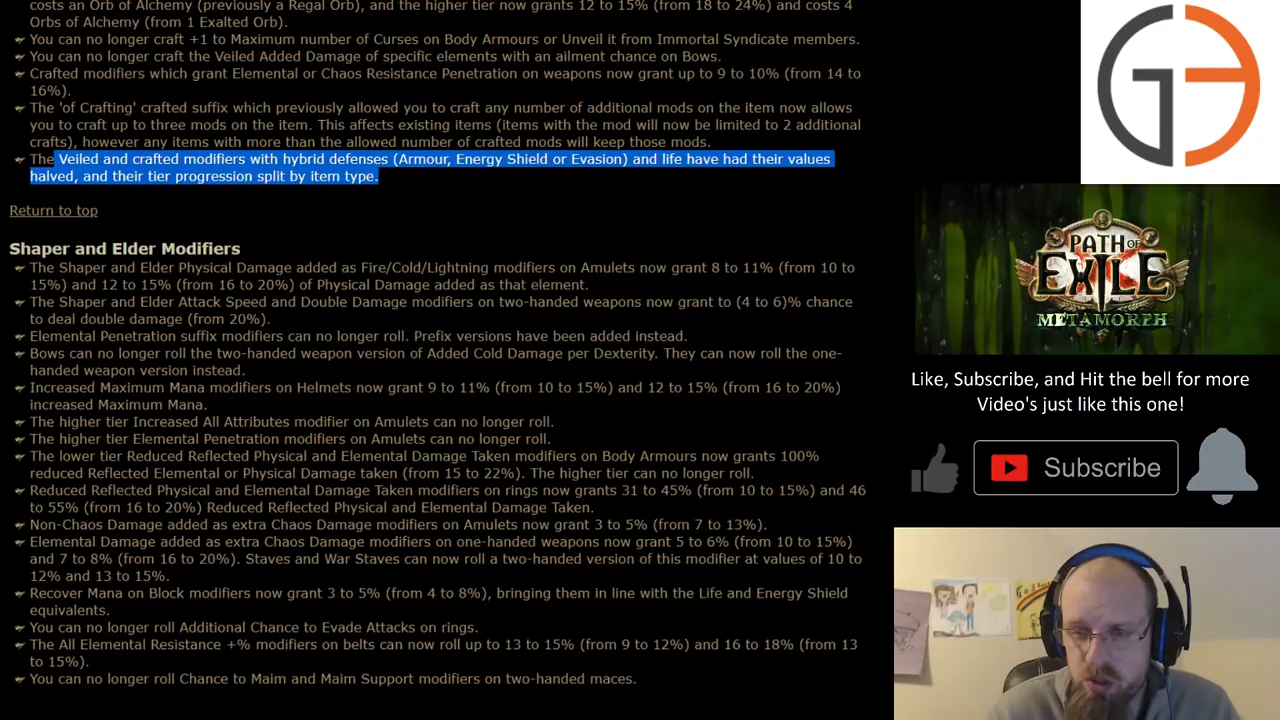 costs an Orb of Alchemy (previously a Regal Orb), and the higher tier now grants 12 to 15% (from 18 to 24%) and costs 4
Orbs of Alchemy (from 1 Exalted Orb).
You can no longer craft +1 to Maximum number of Curses on Body Armours or Unveil it from Immortal Syndicate members.
You can no longer craft the Veiled Added Damage of specific elements with an ailment chance on Bows.
Crafted modifiers which grant Elemental or Chaos Resistance Penetration on weapons now grant up to 9 to 10% (from 14 to
16%).
The 'of Crafting' crafted suffix which previously allowed you to craft any number of additional mods on the item now allows
you to craft up to three mods on the item. This affects existing items (items with the mod will now be limited to 2 additional
crafts), however any items with more than the allowed number of crafted mods will keep those mods.
The Veiled and crafted modifiers with hybrid defenses (Armour, Energy Shield or Evasion) and life have had their values
halved, and their tier progression split by item type.
Return to top
Shaper and Elder Modifiers
The Shaper and Elder Physical Damage added as Fire/Cold/Lightning modifiers on Amulets now grant 8 to 11% (from 10 to
15%) and 12 to 15% (from 16 to 20%) of Physical Damage added as that element.
The Shaper and Elder Attack Speed and Double Damage modifiers on two-handed weapons now grant to (4 to 6)% chance
to deal double damage (from 20%).
Elemental Penetration suffix modifiers can no longer roll. Prefix versions have been added instead.
Bows can no longer roll the two-handed weapon version of Added Cold Damage per Dexterity. They can now roll the one-
handed weapon version instead.
Increased Maximum Mana modifiers on Helmets now grant 9 to 11% (from 10 to 15%) and 12 to 15% (from 16 to 20%)
increased Maximum Mana.
The higher tier Increased All Attributes modifier on Amulets can no longer roll.
The higher tier Elemental Penetration modifiers on Amulets can no longer roll.
The lower tier Reduced Reflected Physical and Elemental Damage Taken modifiers on Body Armours now grants 100%
reduced Reflected Elemental or Physical Damage taken (from 15 to 22%). The higher tier can no longer roll.
Reduced Reflected Physical and Elemental Damage Taken modifiers on rings now grants 31 to 45% (from 10 to 15%) and 46
to 55% (from 16 to 20%) Reduced Reflected Physical and Elemental Damage Taken.
Non-Chaos Damage added as extra Chaos Damage modifiers on Amulets now grant 3 to 5% (from 7 to 13%).
Elemental Damage added as extra Chaos Damage modifiers on one-handed weapons now grant 5 to 6% (from 10 to 15%)
and 7 to 8% (from 16 to 20%). Staves and War Staves can now roll a two-handed version of this modifier at values of 10 to
12% and 13 to 15%.
Recover Mana on Block modifiers now grant 3 to 5% (from 4 to 8%), bringing them in line with the Life and Energy Shield
equivalents.
You can no longer roll Additional Chance to Evade Attacks on rings.
The All Elemental Resistance +% modifiers on belts can now roll up to 13 to 15% (from 9 to 12%) and 16 to 18% (from 13
to 15%).
You can no longer roll Chance to Maim and Maim Support modifiers on two-handed maces.
PATH OF
EXILE
METAMORPH
Like, Subscribe, and Hit the bell for more
Video's just like this one!
Subscribe